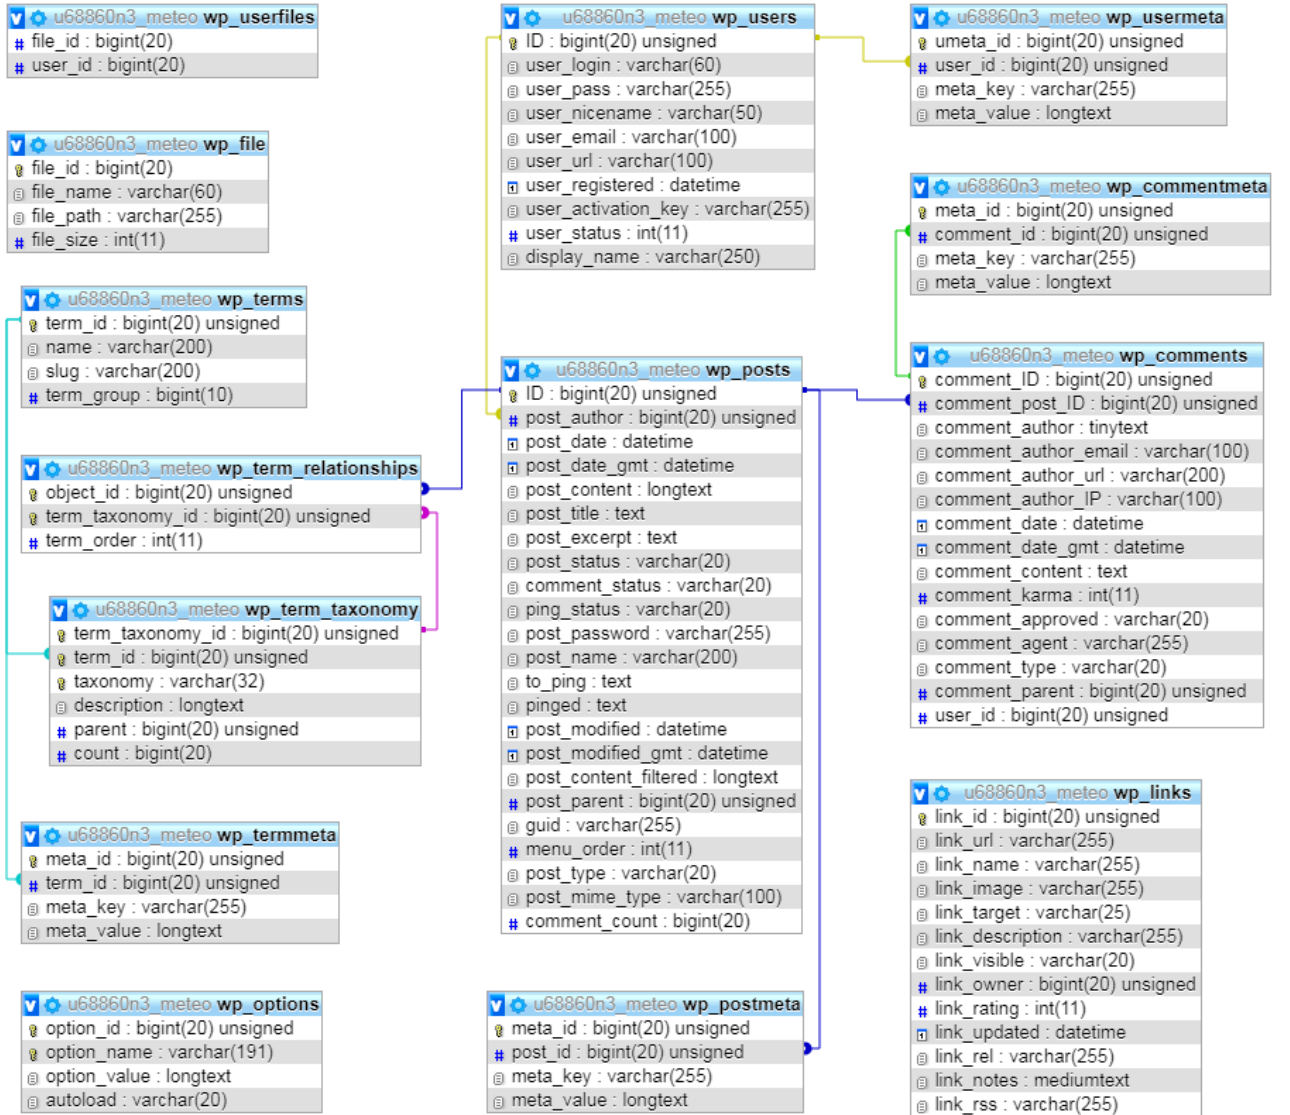 u68860n3_meteo wp_userfiles
file_id : bigint(20)
user_id : bigint(20)
u68860n3_meteo wp_file
file_id : bigint(20)
file_name : varchar(60)
file_path : varchar(255)
file_size : int(11)
u68860n3_meteo wp_terms
term_id : bigint(20) unsigned
name : varchar(200)
slug : varchar(200)
term_group : bigint(10)
u68860n3_meteo wp_term_relationships
object_id : bigint(20) unsigned
term_taxonomy_id : bigint(20) unsigned
term_order : int(11)
u68860n3_meteo wp_term_taxonomy
term_taxonomy_id : bigint(20) unsigned
term_id : bigint(20) unsigned
taxonomy : varchar(32)
description : longtext
parent : bigint(20) unsigned
count : bigint(20)
u68860n3_meteo wp_termmeta
meta_id : bigint(20) unsigned
term_id : bigint(20) unsigned
meta_key : varchar(255)
meta_value : longtext
u68860n3_meteo wp_options
option_id : bigint(20) unsigned
option_name : varchar(191)
option_value : longtext
autoload : varchar(20)
u68860n3_meteo wp_users
ID : bigint(20) unsigned
user_login : varchar(60)
user_pass : varchar(255)
user_nicename : varchar(50)
user_email : varchar(100)
user_url : varchar(100)
user_registered : datetime
user_activation_key : varchar(255)
user_status : int(11)
display_name : varchar(250)
u68860n3_meteo wp_posts
ID : bigint(20) unsigned
post_author : bigint(20) unsigned
post_date : datetime
post_date_gmt : datetime
post_content : longtext
post_title : text
post_excerpt : text
post_status : varchar(20)
comment_status : varchar(20)
ping_status : varchar(20)
post_password : varchar(255)
post_name : varchar(200)
to_ping : text
pinged : text
post_modified : datetime
post_modified_gmt : datetime
post_content_filtered : longtext
post_parent : bigint(20) unsigned
guid : varchar(255)
menu_order : int(11)
post_type : varchar(20)
post_mime_type : varchar(100)
comment_count : bigint(20)
u68860n3_meteo wp_postmeta
meta_id : bigint(20) unsigned
post_id : bigint(20) unsigned
meta_key : varchar(255)
meta_value : longtext
u68860n3_meteo wp_usermeta
umeta_id : bigint(20) unsigned
user_id : bigint(20) unsigned
meta_key : varchar(255)
meta_value : longtext
u68860n3_meteo wp_commentmeta
meta_id : bigint(20) unsigned
comment_id : bigint(20) unsigned
meta_key : varchar(255)
meta_value : longtext
u68860n3_meteo wp_comments
comment_ID : bigint(20) unsigned
comment_post_ID : bigint(20) unsigned
comment_author : tinytext
comment_author_email : varchar(100)
comment_author_url : varchar(200)
comment_author_IP : varchar(100)
comment_date : datetime
comment_date_gmt : datetime
comment_content : text
comment_karma : int(11)
comment_approved : varchar(20)
comment_agent : varchar(255)
comment_type : varchar(20)
comment_parent : bigint(20) unsigned
user_id : bigint(20) unsigned
u68860n3_meteo wp_links
link_id : bigint(20) unsigned
link_url : varchar(255)
link_name : varchar(255)
link_image : varchar(255)
link_target : varchar(25)
link_description : varchar(255)
link_visible : varchar(20)
link_owner : bigint(20) unsigned
link_rating : int(11)
link_updated : datetime
link_rel : varchar(255)
link_notes : mediumtext
link_rss : varchar(255)